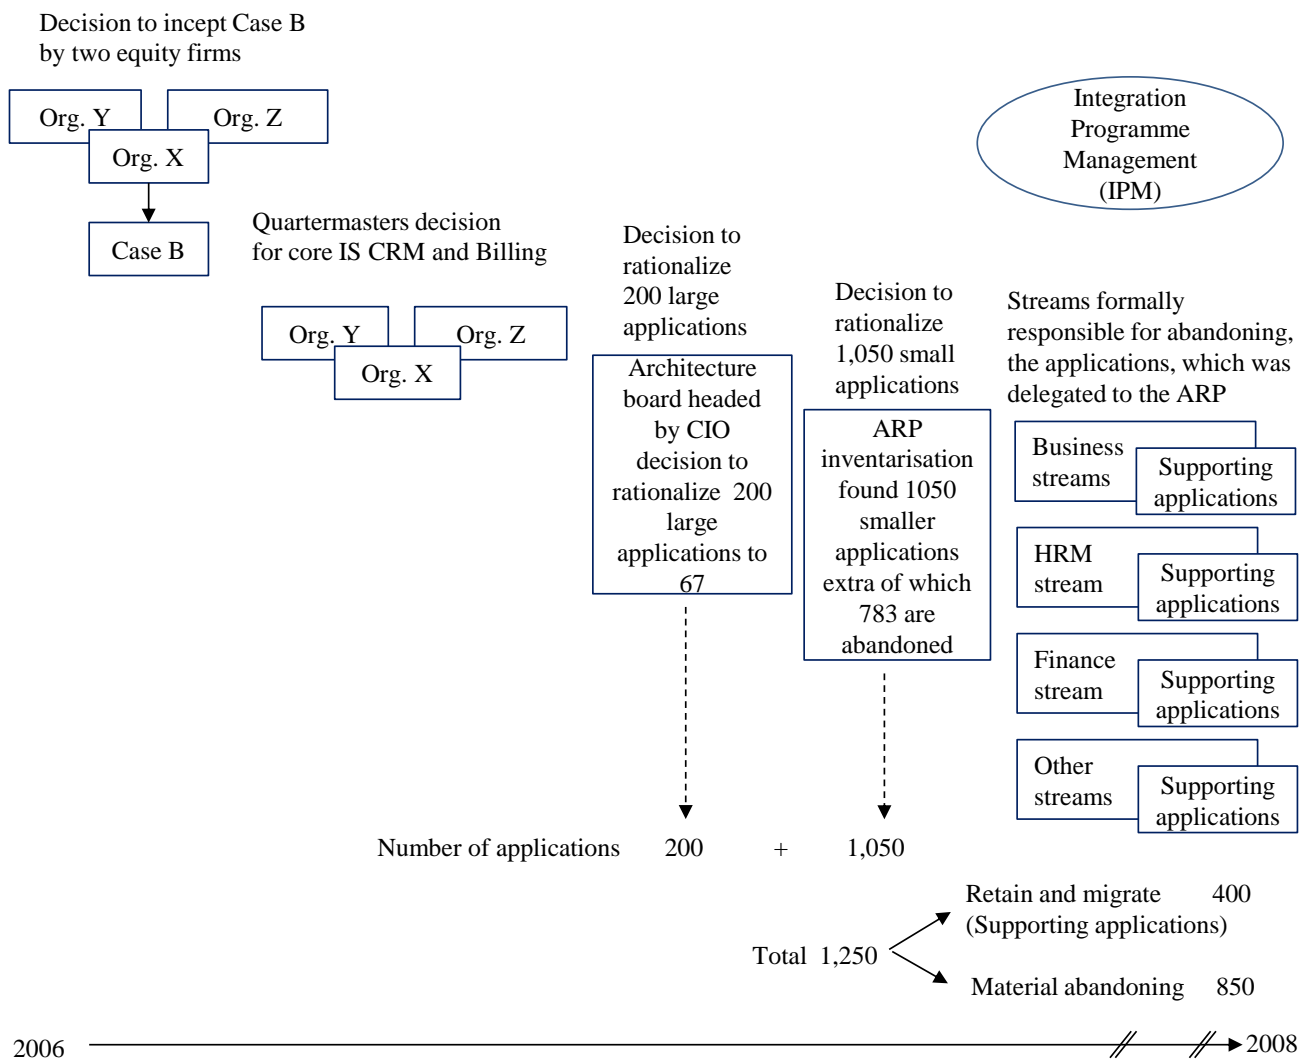 Decision to incept Case B
by two equity firms
Org. Y
Org. Z
Org. X
Case B
Integration
Programme
Management
(IPM)
Quartermasters decision
for core IS CRM and Billing
Org. Y
Org. Z
Org. X
Decision to
rationalize
200 large
applications
Architecture
board headed
by CIO
decision to
rationalize 200
large
applications to
67
Decision to
rationalize
1,050 small
applications
ARP
inventarisation
found 1050
smaller
applications
extra of which
783 are
abandoned
Streams formally
responsible for abandoning,
the applications, which was
delegated to the ARP
Business
streams
Supporting
applications
HRM
stream
Supporting
applications
Finance
stream
Supporting
applications
Other
streams
Supporting
applications
Number of applications 200 + 1,050
Retain and migrate 400
(Supporting applications)
Total 1,250
Material abandoning 850
2006
2008